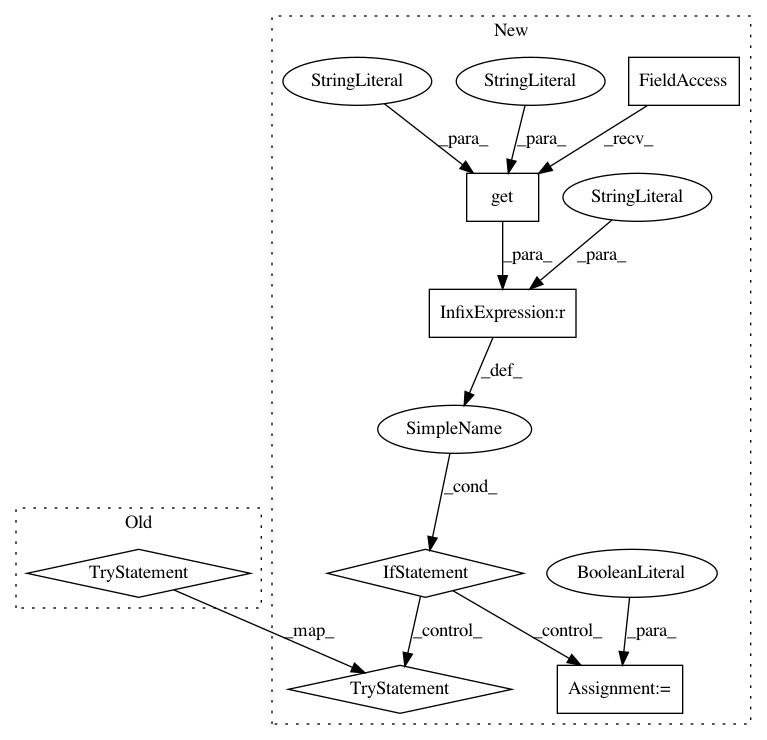 New
StringLiteral
StringLiteral
FieldAccess
_para_
_para_
_recv_
get
StringLiteral
_para_
_para_
InfixExpression:r
_def_
SimpleName
_cond_
Old
TryStatement
IfStatement
BooleanLiteral
_map_
_control_
_control_
_para_
TryStatement
Assignment:=